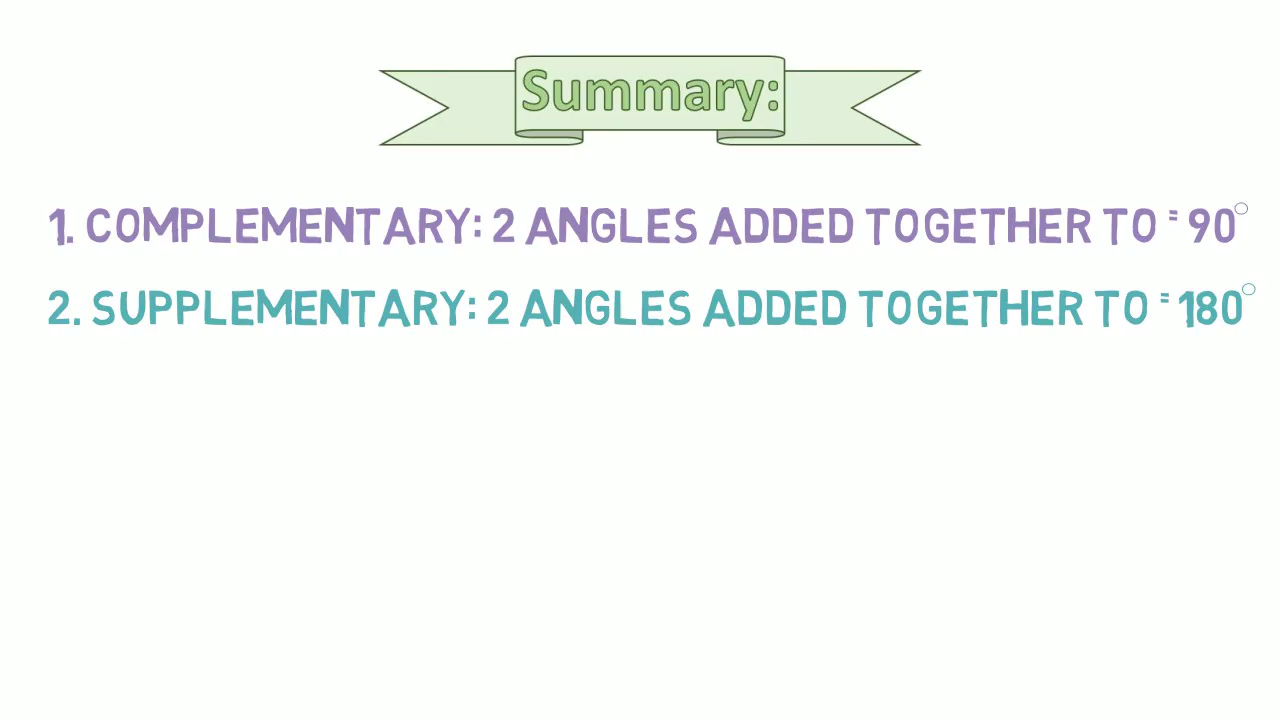 Summary:
1. COMPLEMENTARY: 2 ANGLES ADDED TOGETHER TO = 90°
2. SUPPLEMENTARY: 2 ANGLES ADDED TOGETHER TO = 180°